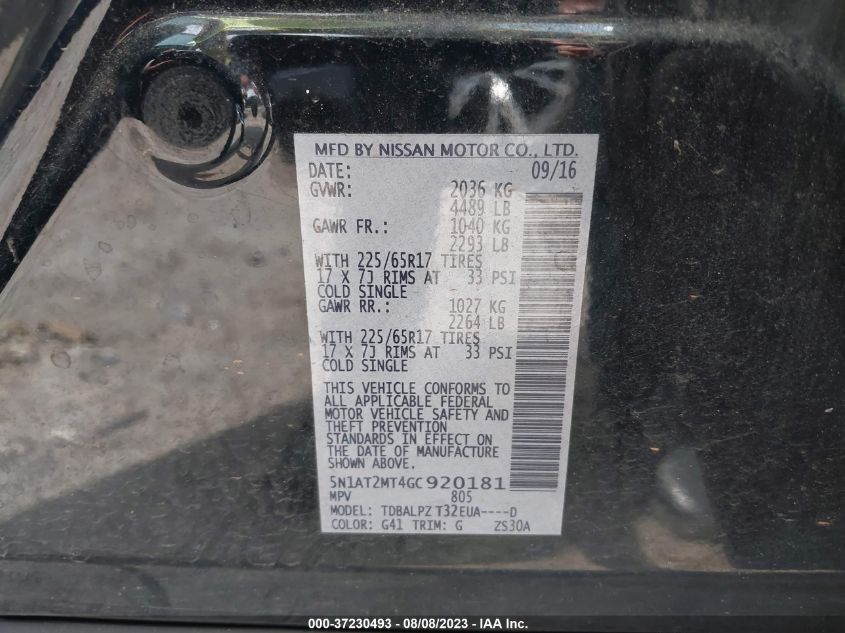 MFD BY NISSAN MOTOR CO., LTD.
DATE: 09/16
GVWR: 2036 KG
4489 LB
GAWR FR.: 1040 KG
2293 LB
WITH 225/65R17 TIRES
17 X 7J RIMS AT 33 PSI
COLD SINGLE
GAWR RR.: 1027 KG
2264 LB
WITH 225/65R17 TIRES
17 X 7J RIMS AT 33 PSI
COLD SINGLE
THIS VEHICLE CONFORMS TO
ALL APPLICABLE FEDERAL
MOTOR VEHICLE SAFETY AND
THEFT PREVENTION
STANDARDS IN EFFECT ON
THE DATE OF MANUFACTURE
SHOWN ABOVE.
5N1AT2MT4GC920181
MPV 805
MODEL: TDBALPZ T32EUA----D
COLOR: G41 TRIM: G ZS30A
000-37230493 - 08/08/2023 - IAA Inc.